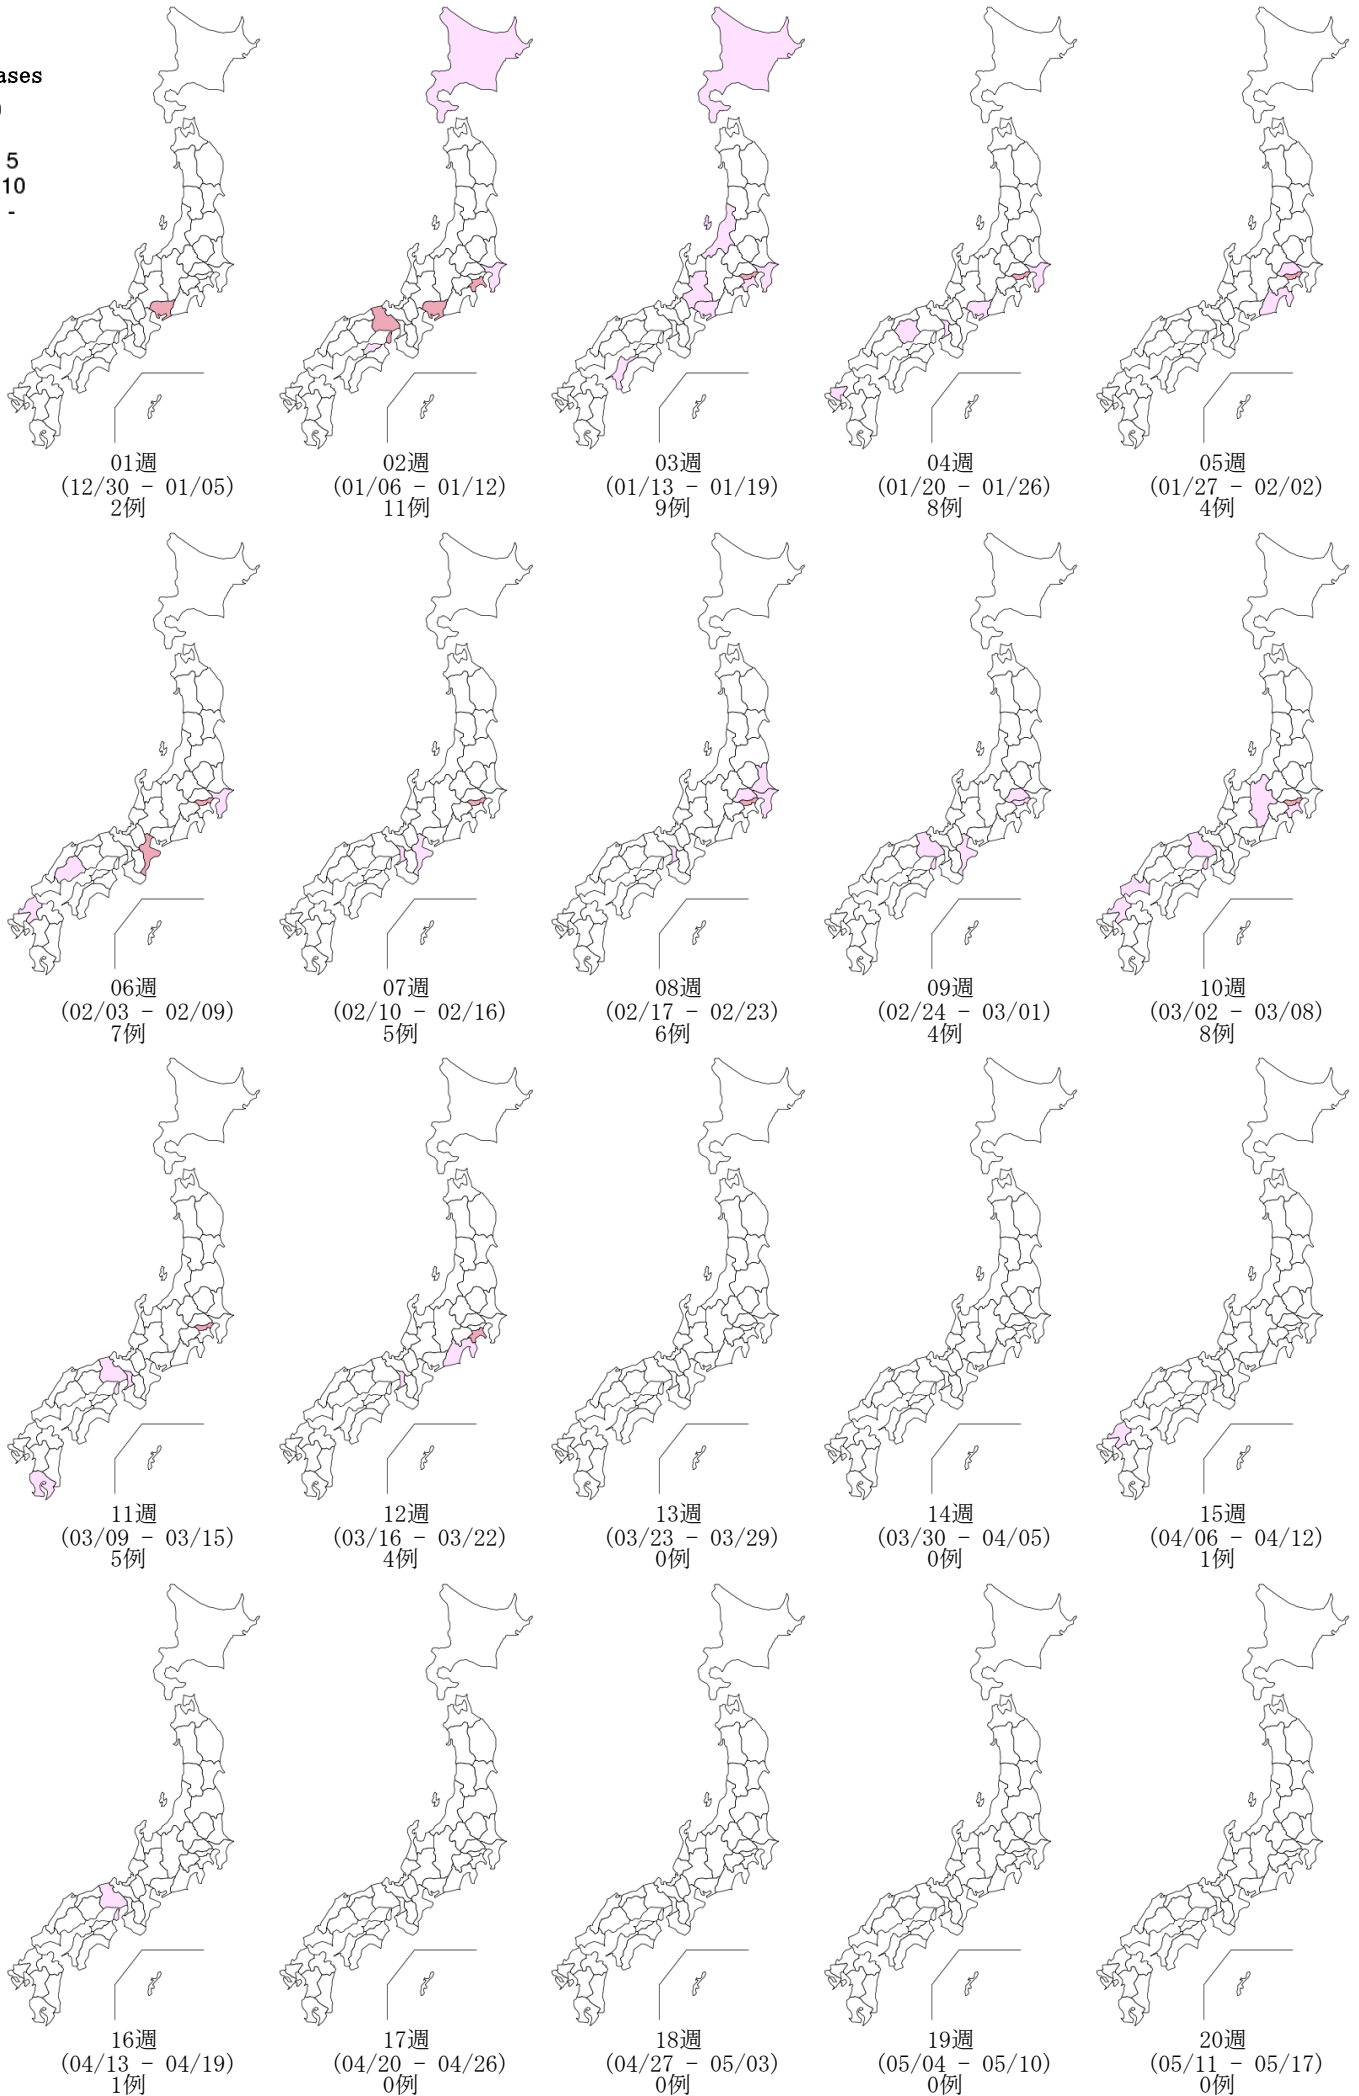 ases
5
10
-
01週
(12/30 - 01/05)
2例
02週
(01/06 - 01/12)
11例
03週
(01/13 - 01/19)
9例
04週
(01/20 - 01/26)
8例
05週
(01/27 - 02/02)
4例
06週
(02/03 - 02/09)
7例
07週
(02/10 - 02/16)
5例
08週
(02/17 - 02/23)
6例
09週
(02/24 - 03/01)
4例
10週
(03/02 - 03/08)
8例
11週
(03/09 - 03/15)
5例
12週
(03/16 - 03/22)
4例
13週
(03/23 - 03/29)
0例
14週
(03/30 - 04/05)
0例
15週
(04/06 - 04/12)
1例
16週
(04/13 - 04/19)
1例
17週
(04/20 - 04/26)
0例
18週
(04/27 - 05/03)
0例
19週
(05/04 - 05/10)
0例
20週
(05/11 - 05/17)
0例